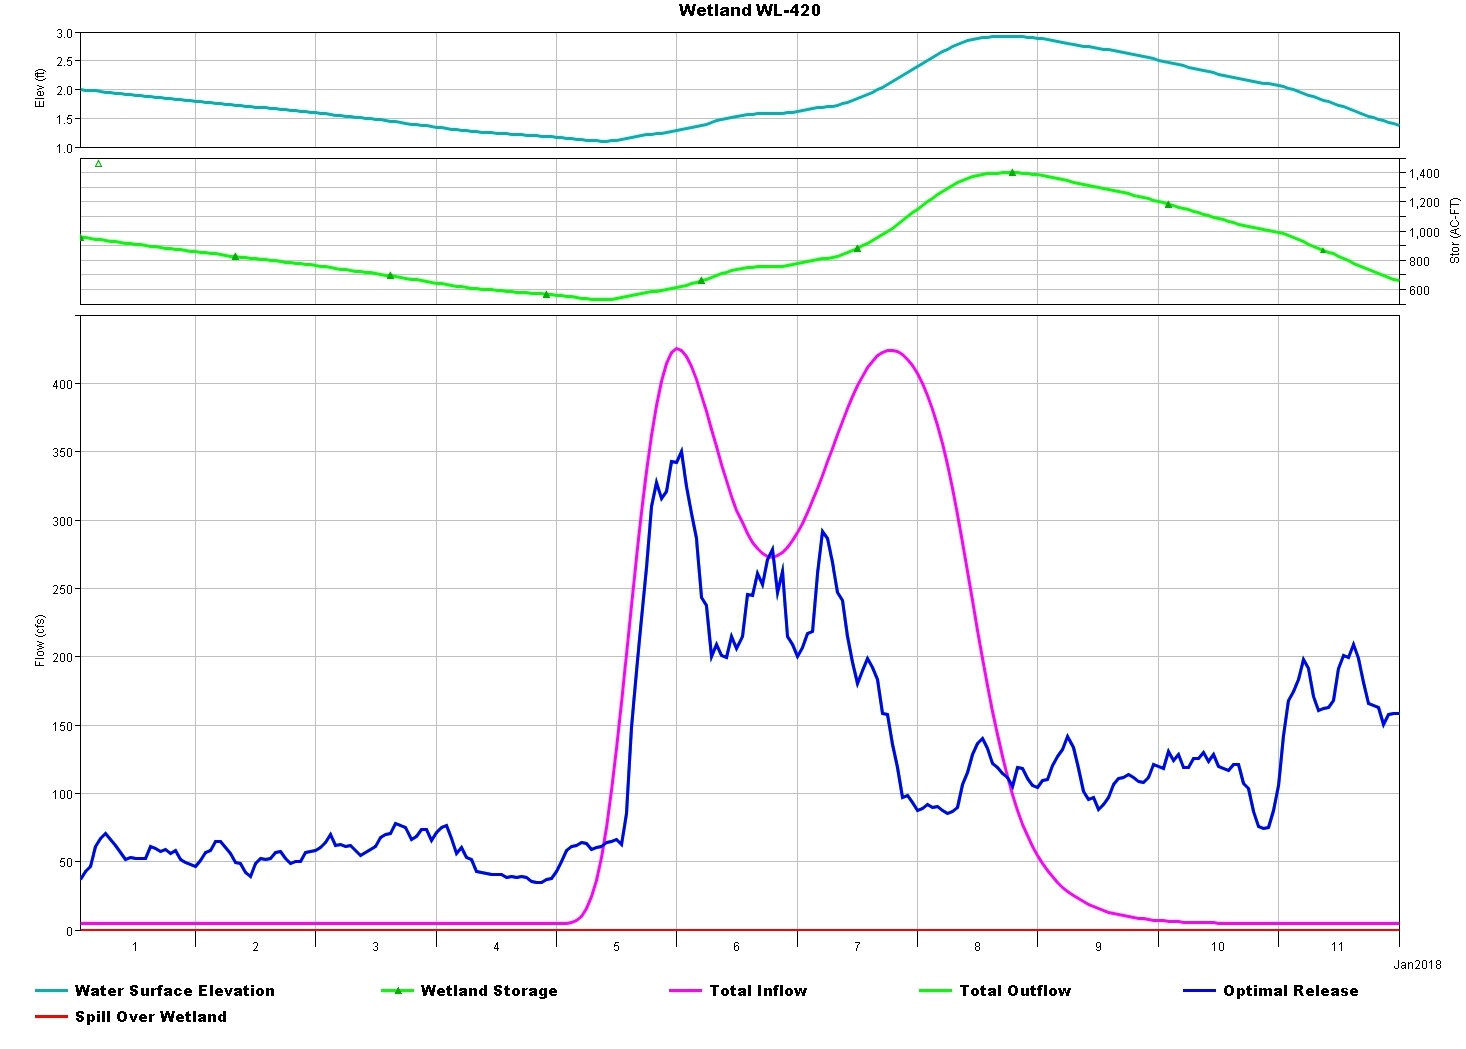 Wetland WL-420
3.0
2.5
2.0
1.5
1.0
Elev (ft)
1,400
1,200
1,000
800
600
Stor (AC-FT)
400
350
300
250
200
150
100
50
0
Flow (cfs)
1 2 3 4 5 6 7 8 9 10 11
Jan2018
Water Surface Elevation Wetland Storage Total Inflow Total Outflow Optimal Release
Spill Over Wetland